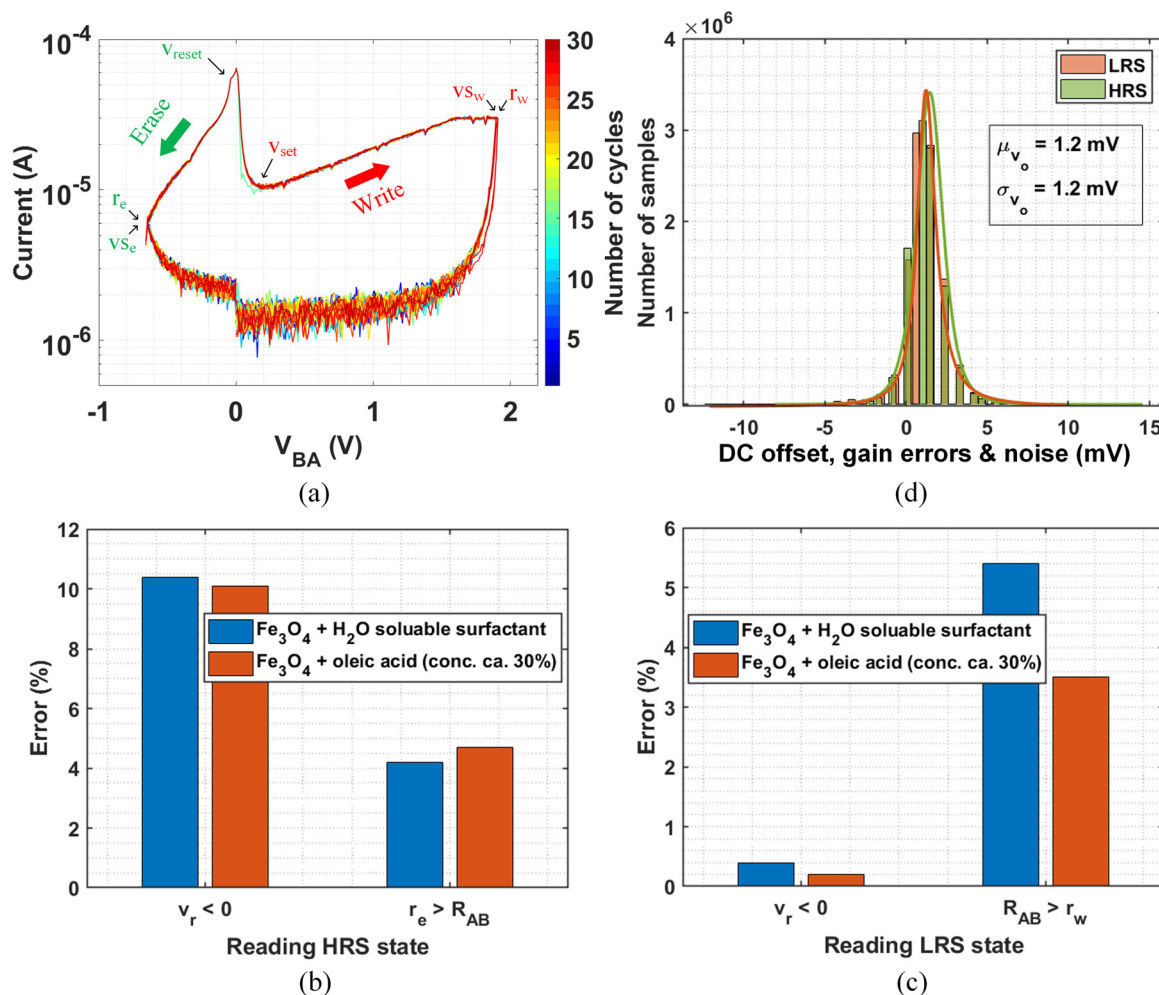 10^-4
10^-5
10^-6
Current (A)
-1
0
1
2
V_BA (V)
v_reset
Erase
r_e
vs_e
v_set
Write
vs_w
r_w
30
25
20
15
10
5
Number of cycles
(a)
×10^6
4
3
2
1
0
Number of samples
LRS
HRS
μ_v_o = 1.2 mV
σ_v_o = 1.2 mV
-10
-5
0
5
10
15
DC offset, gain errors & noise (mV)
(d)
12
10
8
6
4
2
0
Error (%)
Fe3O4 + H2O soluable surfactant
Fe3O4 + oleic acid (conc. ca. 30%)
v_r < 0
r_e > R_AB
Reading HRS state
(b)
6
5
4
3
2
1
0
Error (%)
Fe3O4 + H2O soluable surfactant
Fe3O4 + oleic acid (conc. ca. 30%)
v_r < 0
R_AB > r_w
Reading LRS state
(c)